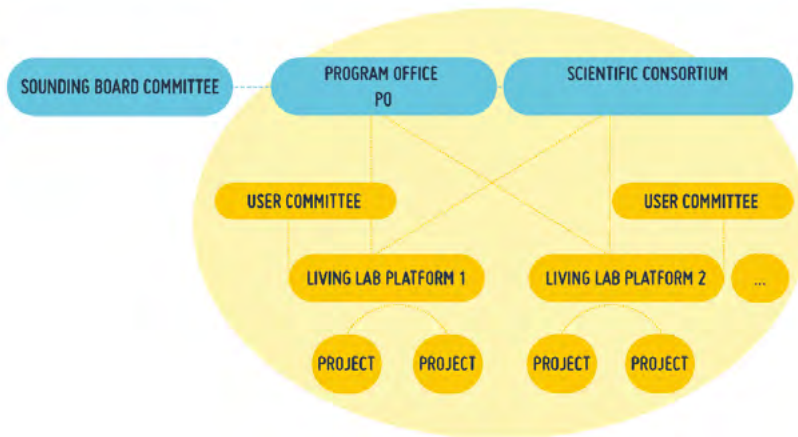 SOUNDING BOARD COMMITTEE
PROGRAM OFFICE
PO
SCIENTIFIC CONSORTIUM
USER COMMITTEE
USER COMMITTEE
LIVING LAB PLATFORM 1
LIVING LAB PLATFORM 2
...
PROJECT
PROJECT
PROJECT
PROJECT